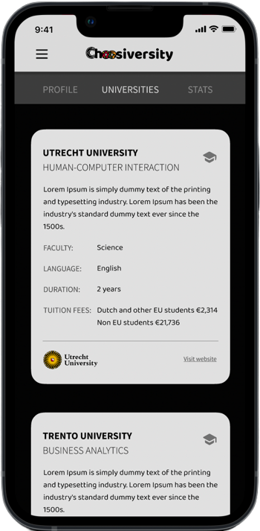 9:41
Choosiversity
PROFILE UNIVERSITIES STATS
UTRECHT UNIVERSITY
HUMAN-COMPUTER INTERACTION
Lorem Ipsum is simply dummy text of the printing
and typesetting industry. Lorem Ipsum has been the
industry's standard dummy text ever since the
1500s.
FACULTY: Science
LANGUAGE: English
DURATION: 2 years
TUITION FEES: Dutch and other EU students €2,314
Non EU students €21,736
Utrecht
University
Visit website
TRENTO UNIVERSITY
BUSINESS ANALYTICS
Lorem Ipsum is simply dummy text of the printing
and typesetting industry. Lorem Ipsum has been the
industry's standard dummy text ever since the
1500s.